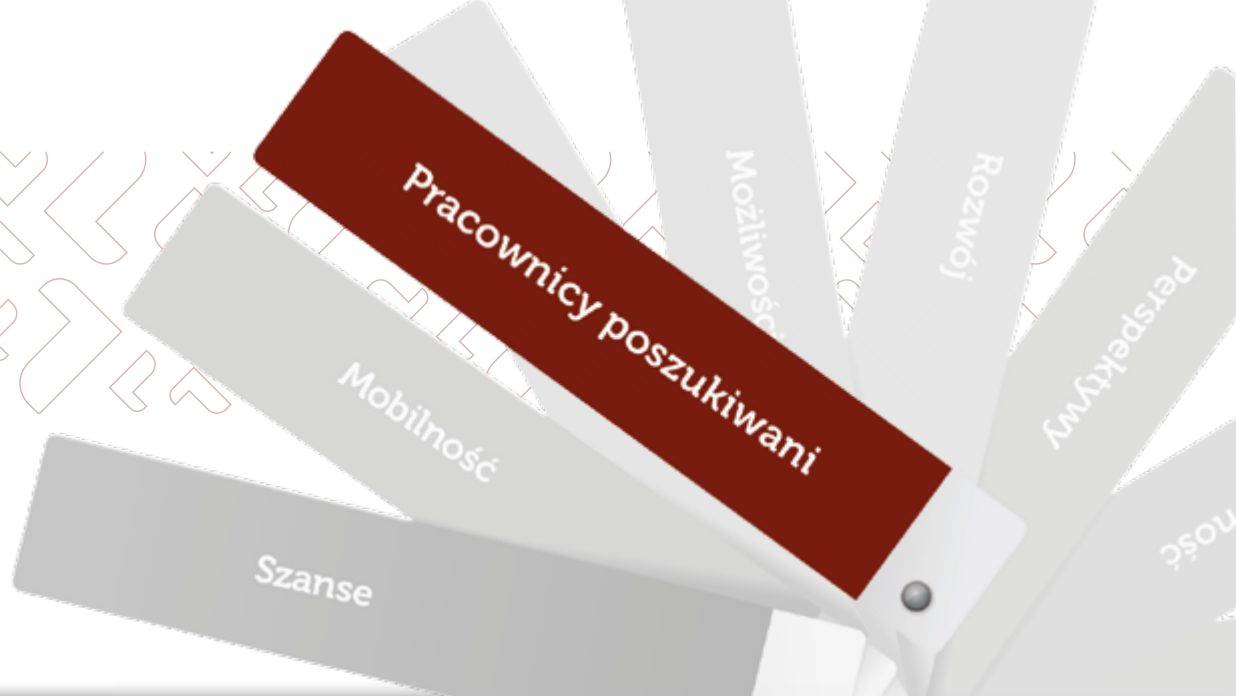 Pracownicy poszukiwani
Możliwości
Rozwój
Perspektywy
Mobilność
Szanse